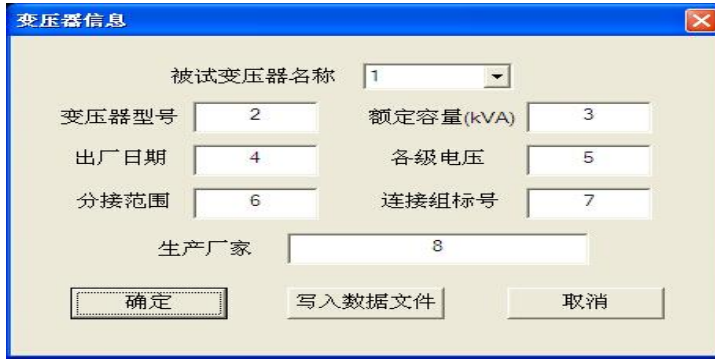 变压器信息
被试变压器名称 1
变压器型号 2 额定容量(kVA) 3
出厂日期 4 各级电压 5
分接范围 6 连接组标号 7
生产厂家 8
确定 写入数据文件 取消